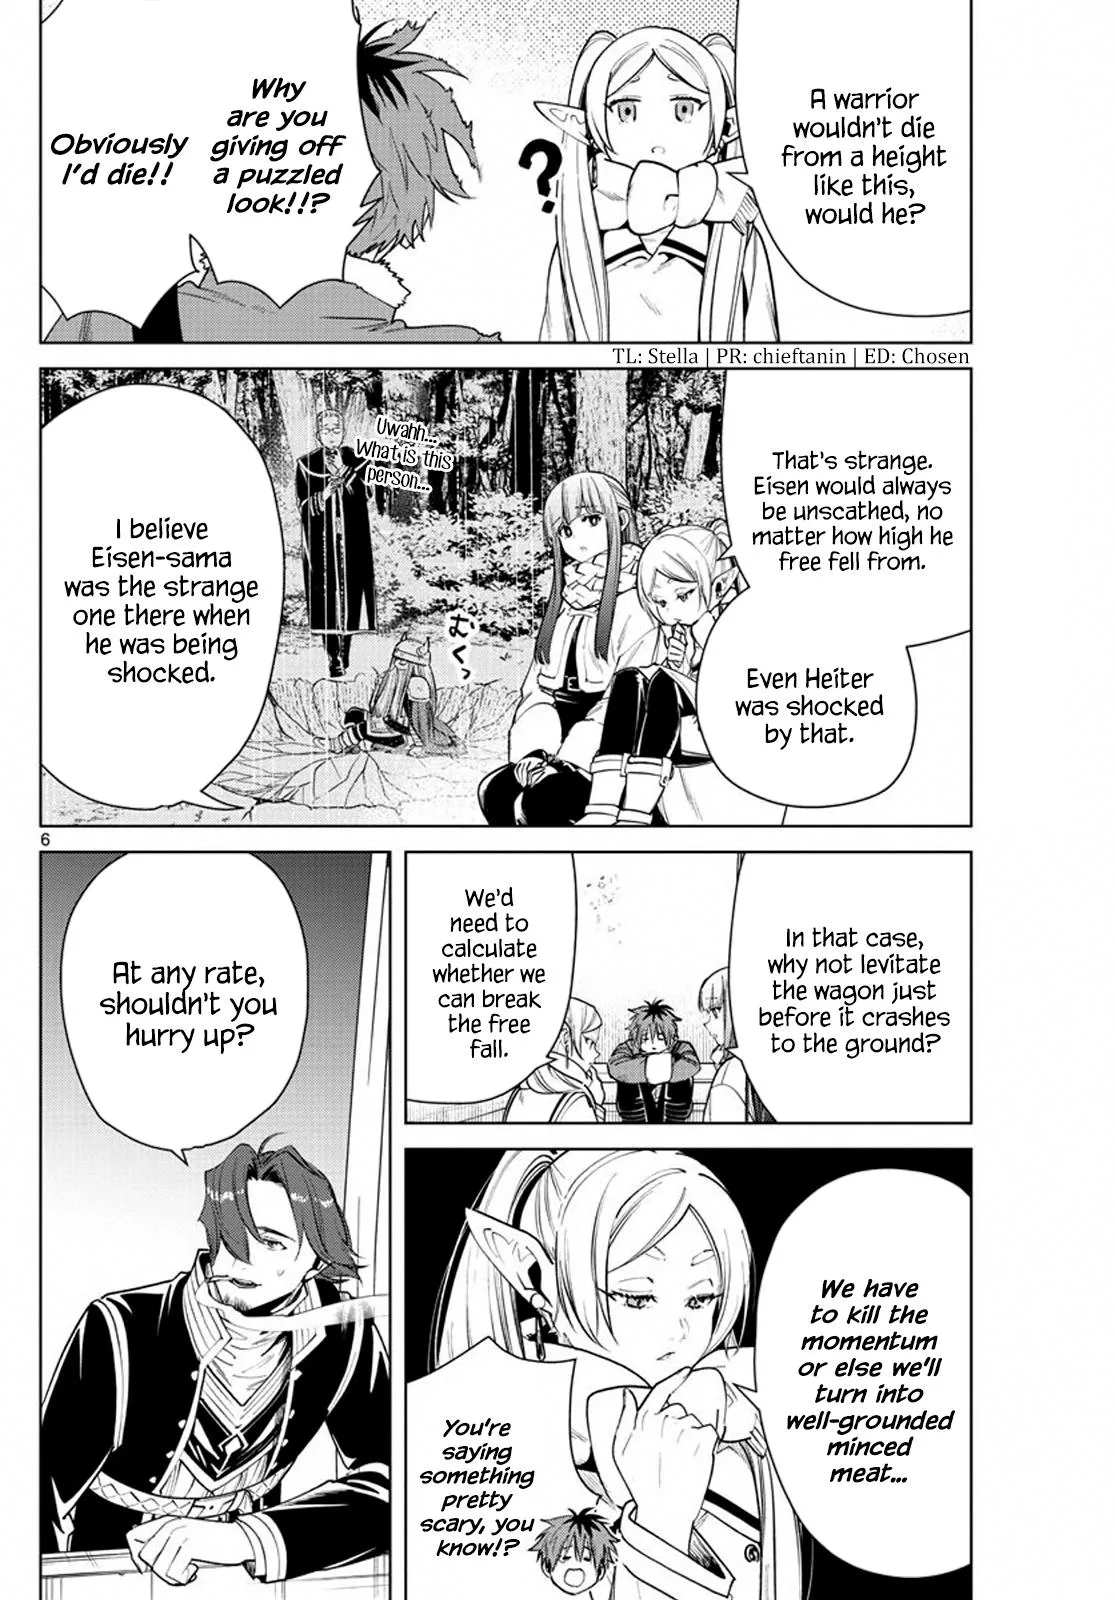 A warrior
wouldn't die
from a height
like this,
would he?
?
Why
are you
giving off
a puzzled
look!!?
Obviously
I'd die!!
TL: Stella | PR: chieftanin | ED: Chosen
That's strange.
Eisen would always
be unscathed, no
matter how high he
free fell from.
Even Heiter
was shocked
by that.
Uwahh...
What is this
person...
むくっ
I believe
Eisen-sama
was the strange
one there when
he was being
shocked.
6
In that case,
why not levitate
the wagon just
before it crashes
to the ground?
We'd
need to
calculate
whether we
can break
the free
fall.
We have
to kill the
momentum
or else we'll
turn into
well-grounded
minced
meat...
You're
saying
something
pretty
scary, you
know!?
At any rate,
shouldn't you
hurry up?